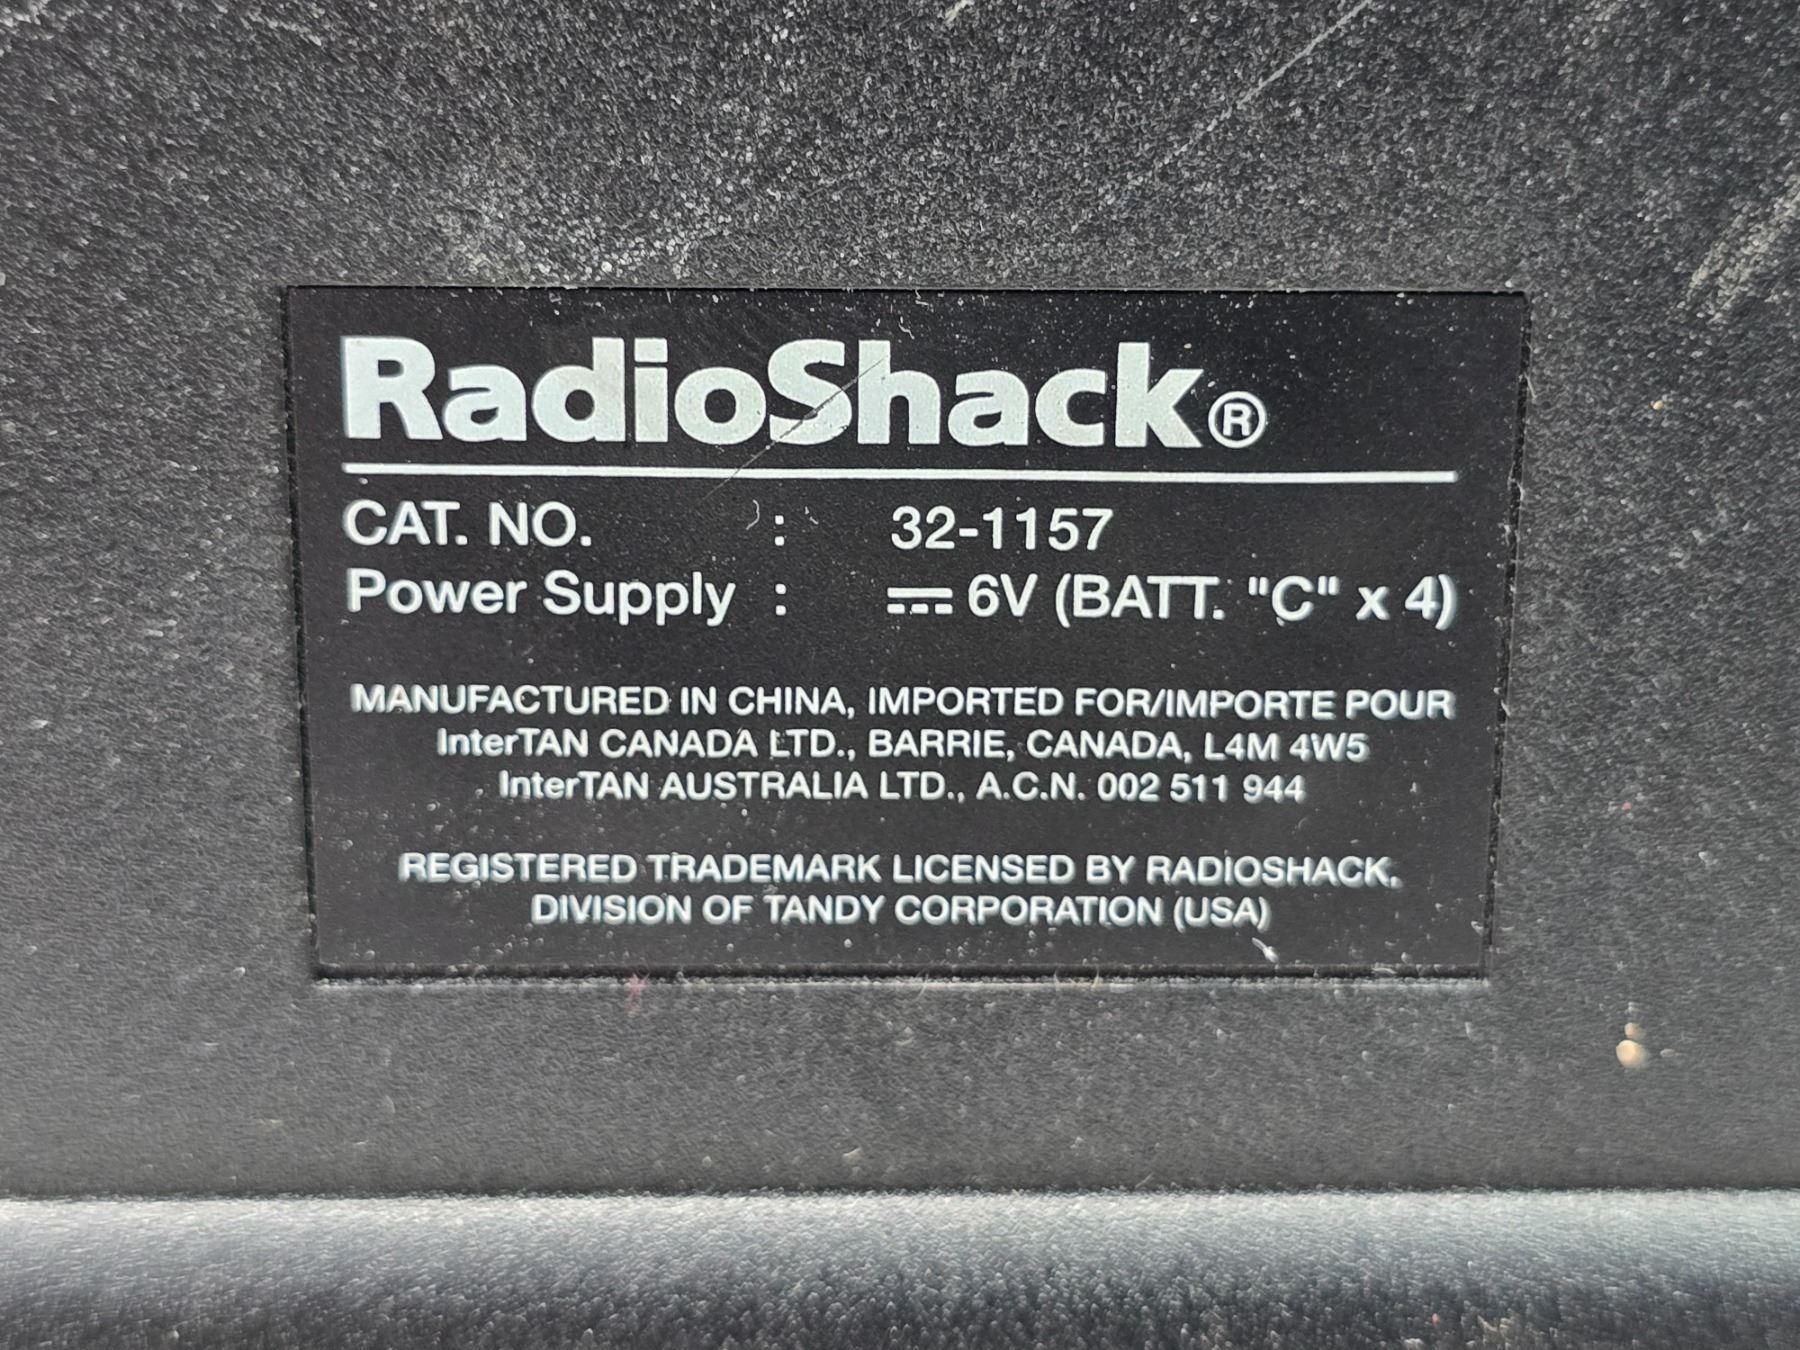 RadioShack®
CAT. NO. : 32-1157
Power Supply : ⎓ 6V (BATT. "C" x 4)
MANUFACTURED IN CHINA, IMPORTED FOR/IMPORTE POUR
InterTAN CANADA LTD., BARRIE, CANADA, L4M 4W5
InterTAN AUSTRALIA LTD., A.C.N. 002 511 944
REGISTERED TRADEMARK LICENSED BY RADIOSHACK.
DIVISION OF TANDY CORPORATION (USA)